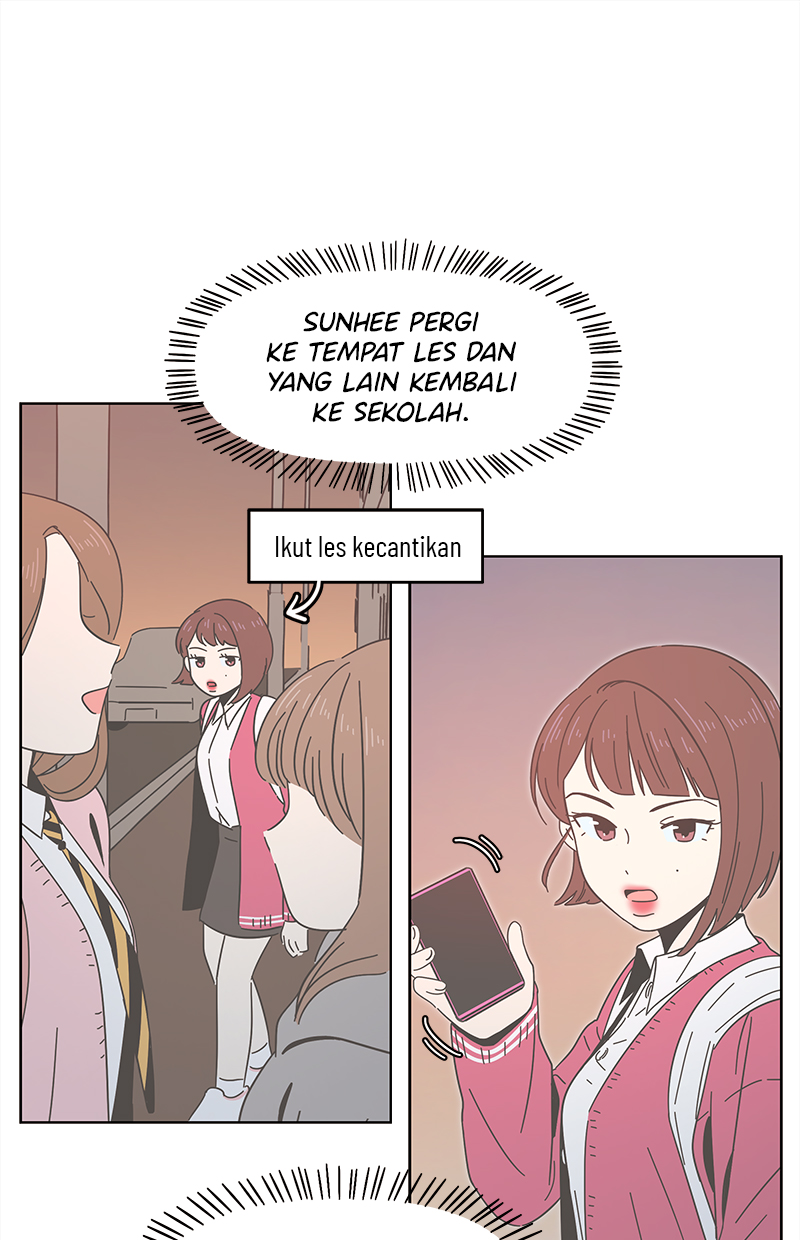 SUNHEE PERGI
KE TEMPAT LES DAN
YANG LAIN KEMBALI
KE SEKOLAH.
Ikut les kecantikan